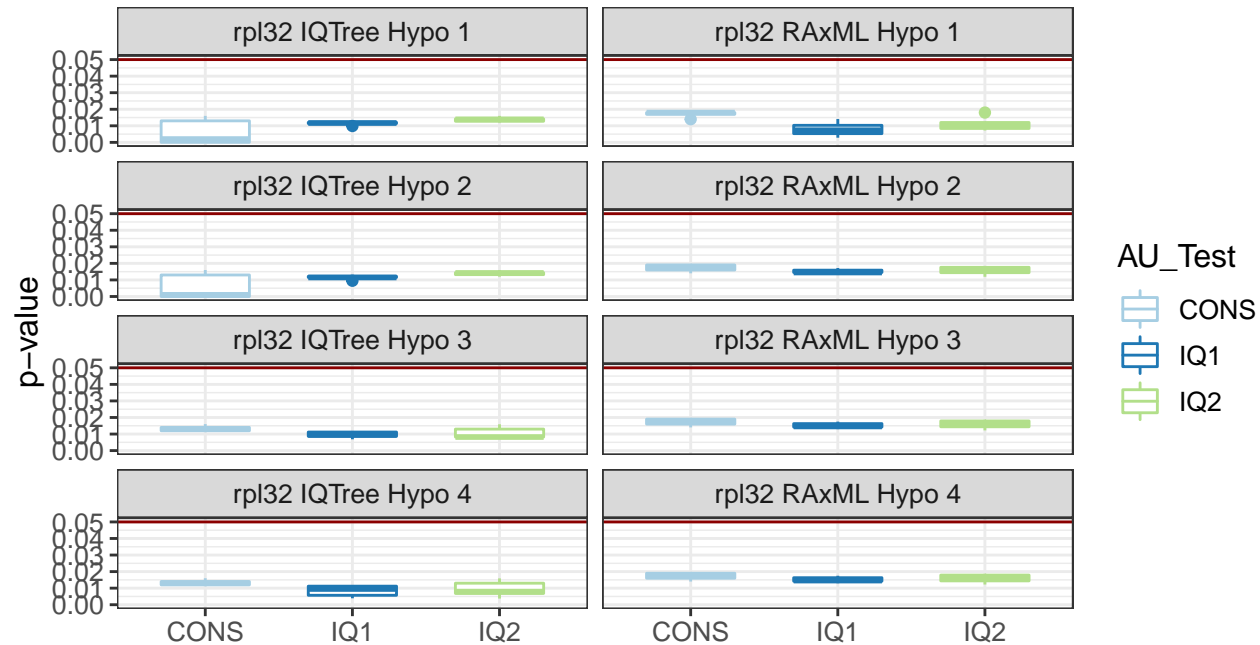 rpl32 IQTree Hypo 1
rpl32 RAxML Hypo 1
0.05
0.04
0.03
0.02
0.01
0.00
rpl32 IQTree Hypo 2
rpl32 RAxML Hypo 2
0.05
0.04
0.03
0.02
0.01
0.00
rpl32 IQTree Hypo 3
rpl32 RAxML Hypo 3
0.05
0.04
0.03
0.02
0.01
0.00
rpl32 IQTree Hypo 4
rpl32 RAxML Hypo 4
0.05
0.04
0.03
0.02
0.01
0.00
CONS IQ1 IQ2
CONS IQ1 IQ2
p−value
AU_Test
CONS
IQ1
IQ2